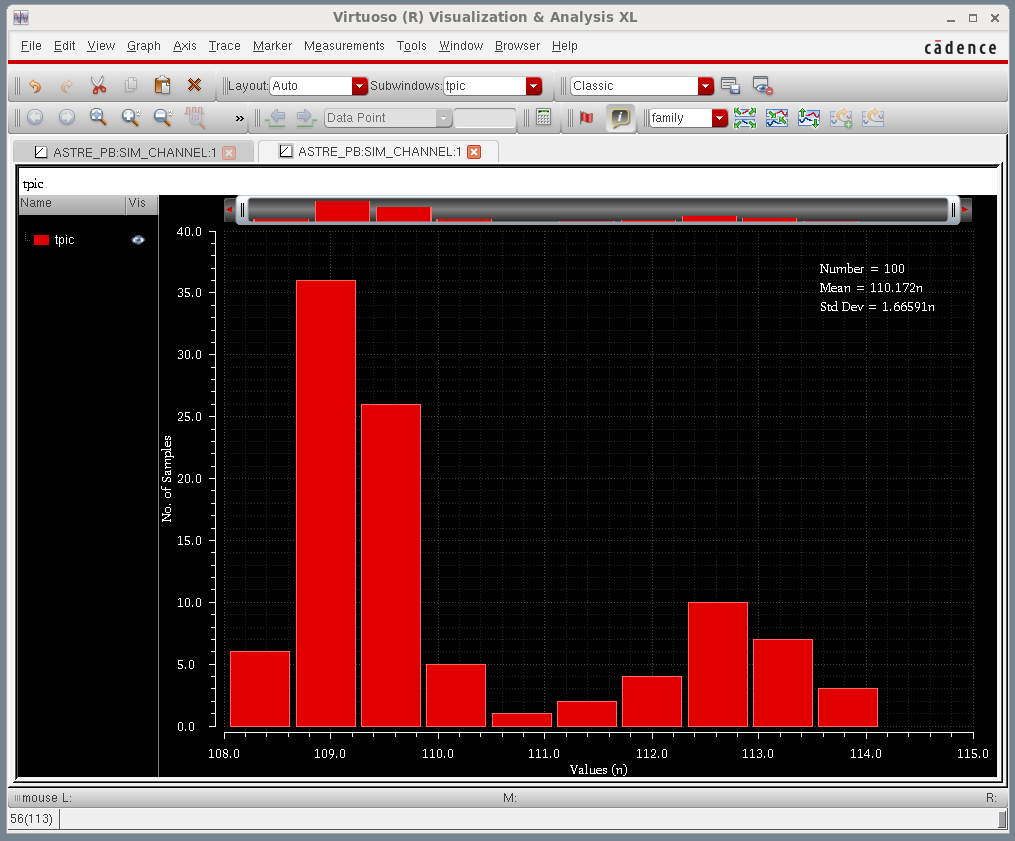 Virtuoso (R) Visualization & Analysis XL
File Edit View Graph Axis Trace Marker Measurements Tools Window Browser Help
cādence
Layout: Auto Subwindows: tpic Classic
» Data Point family
ASTRE_PB:SIM_CHANNEL:1 ASTRE_PB:SIM_CHANNEL:1
tpic
Name Vis
tpic
Number = 100
Mean = 110.172n
Std Dev = 1.66591n
40.0
35.0
30.0
25.0
20.0
15.0
10.0
5.0
0.0
No. of Samples
108.0 109.0 110.0 111.0 112.0 113.0 114.0 115.0
Values (n)
mouse L: M: R:
56(113)